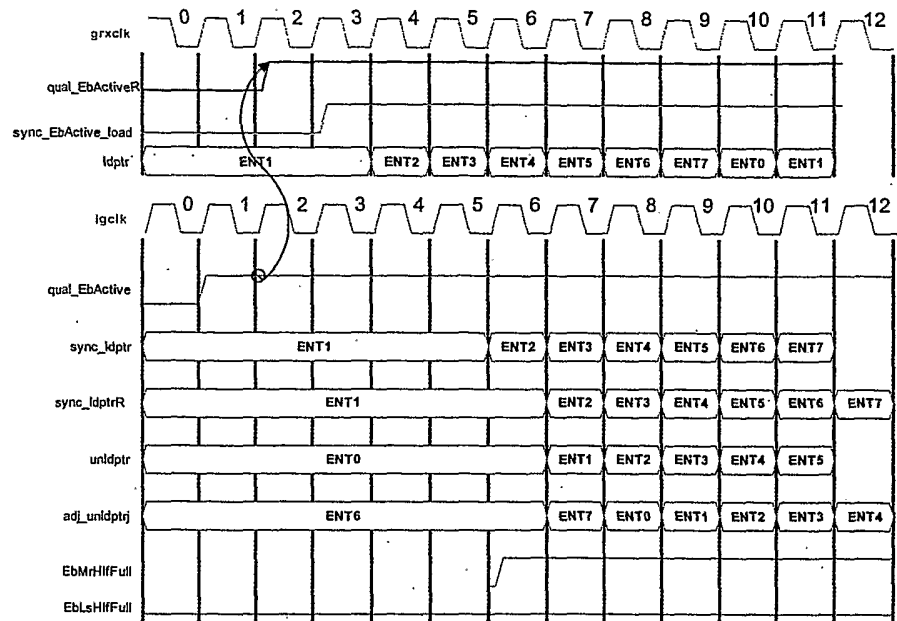 0 1 2 3 4 5 6 7 8 9 10 11 12
grxclk
qual_EbActiveR
sync_EbActive_load
ldptr ENT1 ENT2 ENT3 ENT4 ENT5 ENT6 ENT7 ENT0 ENT1
0 1 2 3 4 5 6 7 8 9 10 11 12
lgclk
qual_EbActive
sync_ldptr ENT1 ENT2 ENT3 ENT4 ENT5 ENT6 ENT7
sync_ldptrR ENT1 ENT2 ENT3 ENT4 ENT5 ENT6 ENT7
unldptr ENT0 ENT1 ENT2 ENT3 ENT4 ENT5
adj_unldptrj ENT6 ENT7 ENT0 ENT1 ENT2 ENT3 ENT4
EbMrHlfFull
EbLsHlfFull